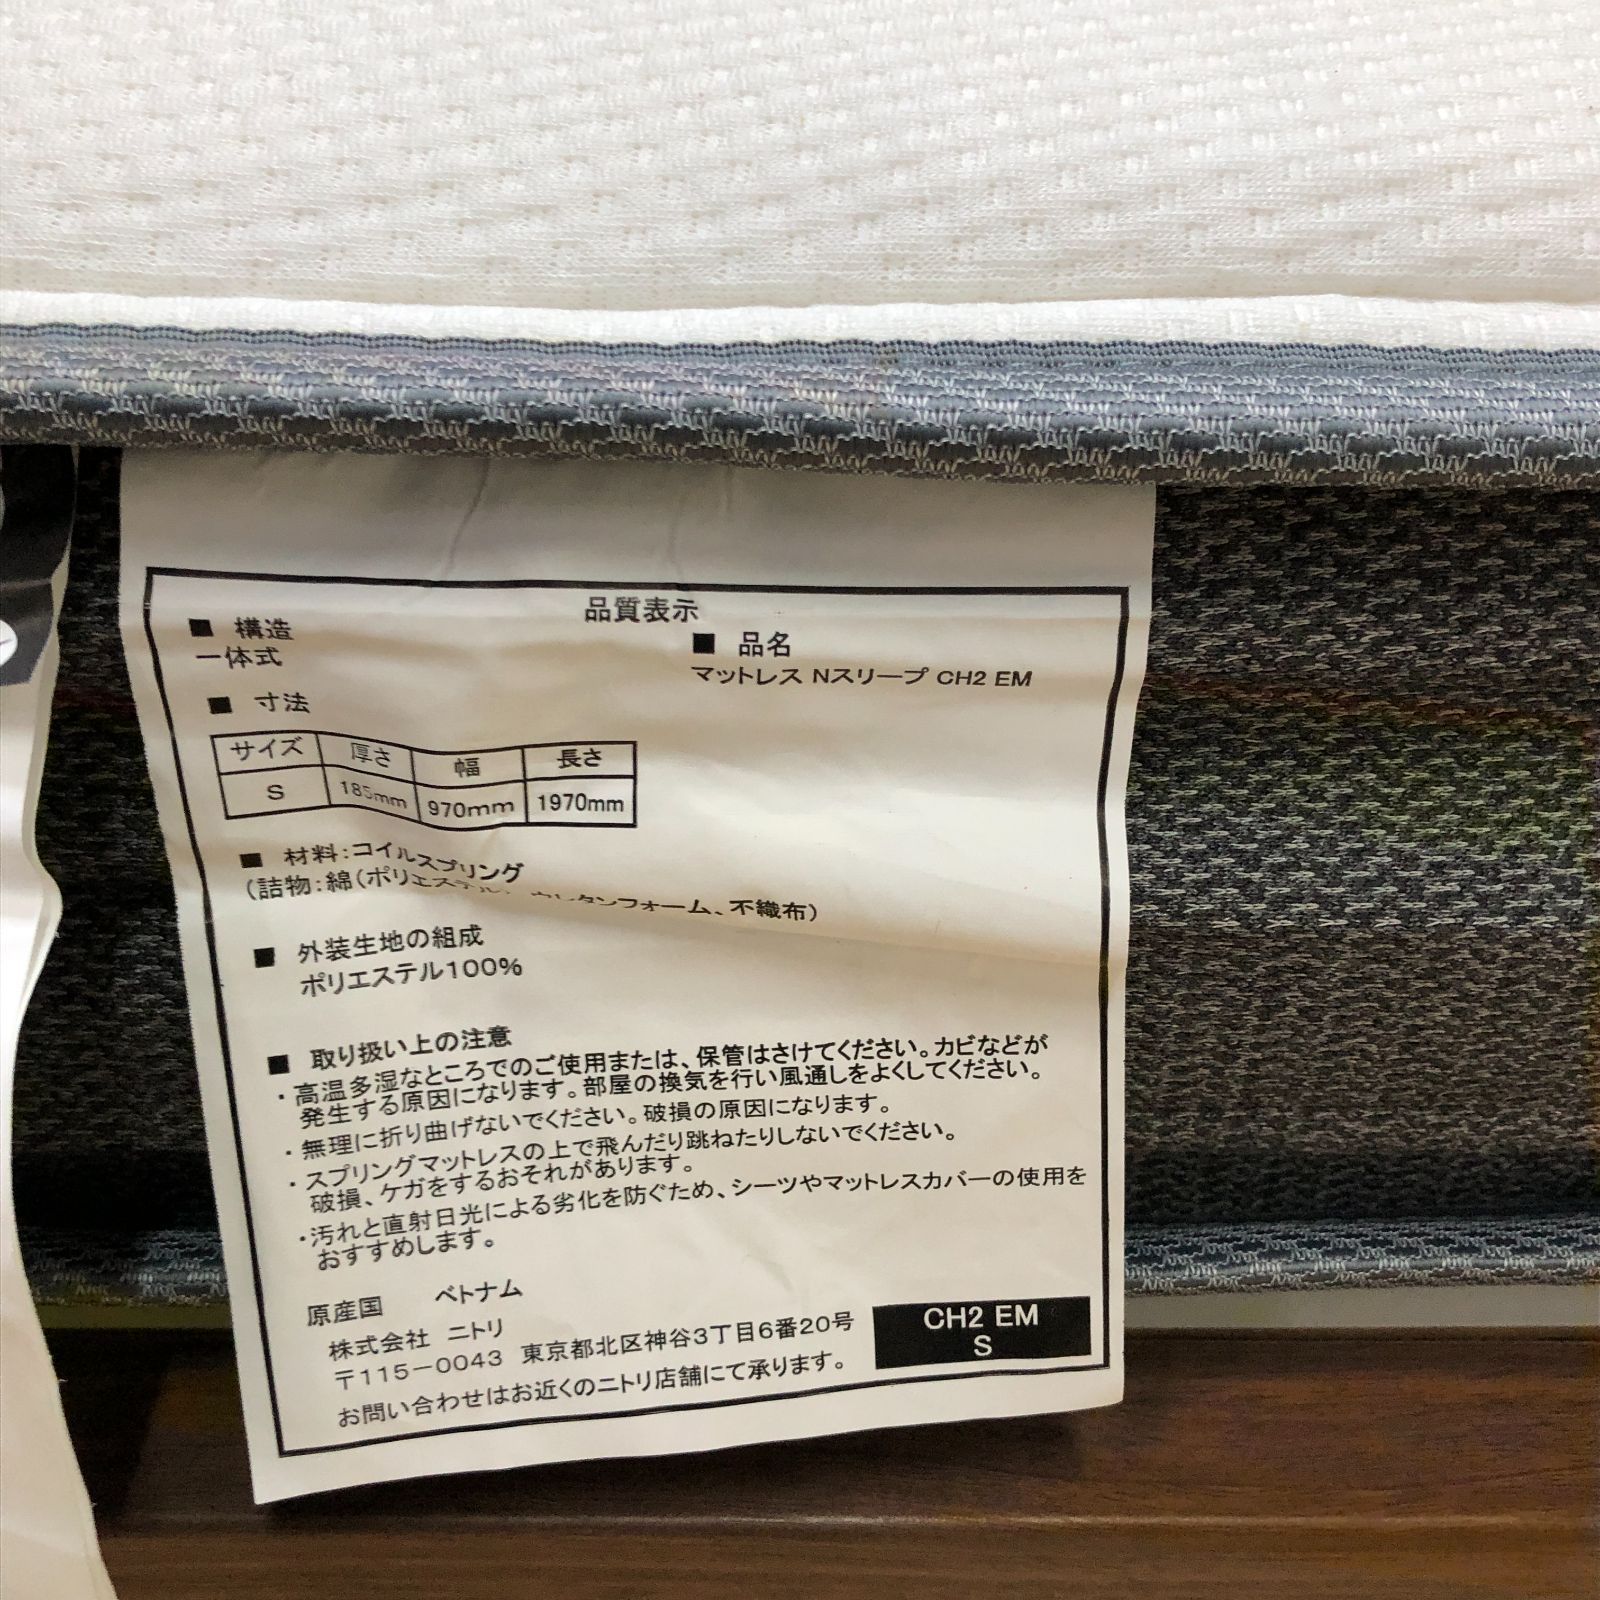 品質表示
■ 構造
一体式
■ 品名
マットレス Nスリープ CH2 EM
■ 寸法
サイズ 厚さ 幅 長さ
S 185mm 970mm 1970mm
■ 材料:コイルスプリング
(詰物:綿(ポリエステル) ウレタンフォーム、不織布)
■ 外装生地の組成
ポリエステル100%
■ 取り扱い上の注意
・高温多湿なところでのご使用または、保管はさけてください。カビなどが
発生する原因になります。部屋の換気を行い風通しをよくしてください。
・無理に折り曲げないでください。破損の原因になります。
・スプリングマットレスの上で飛んだり跳ねたりしないでください。
破損、ケガをするおそれがあります。
・汚れと直射日光による劣化を防ぐため、シーツやマットレスカバーの使用を
おすすめします。
原産国 ベトナム
株式会社 ニトリ
〒115-0043 東京都北区神谷3丁目6番20号
お問い合わせはお近くのニトリ店舗にて承ります。
CH2 EM
S